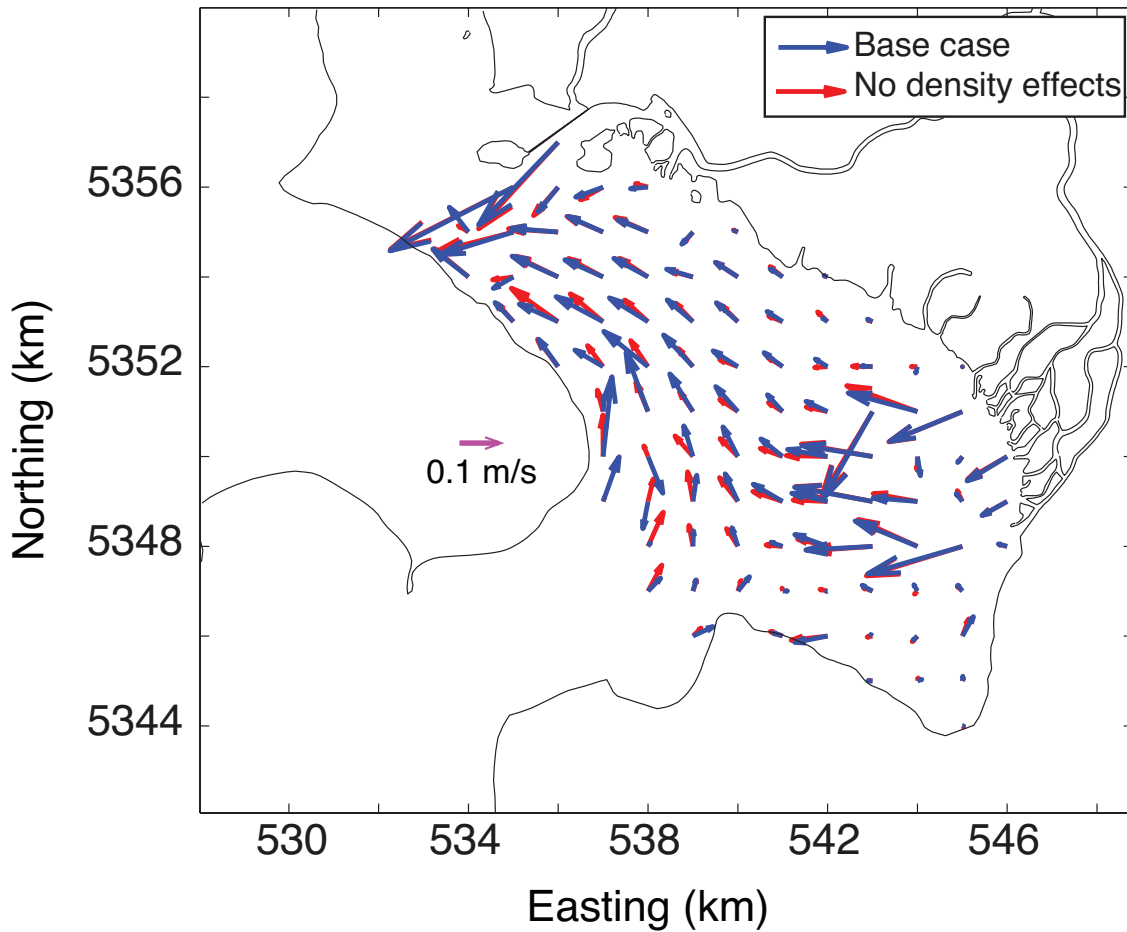 Base case
No density effects
5356
5352
5348
5344
Northing (km)
0.1 m/s
530
534
538
542
546
Easting (km)